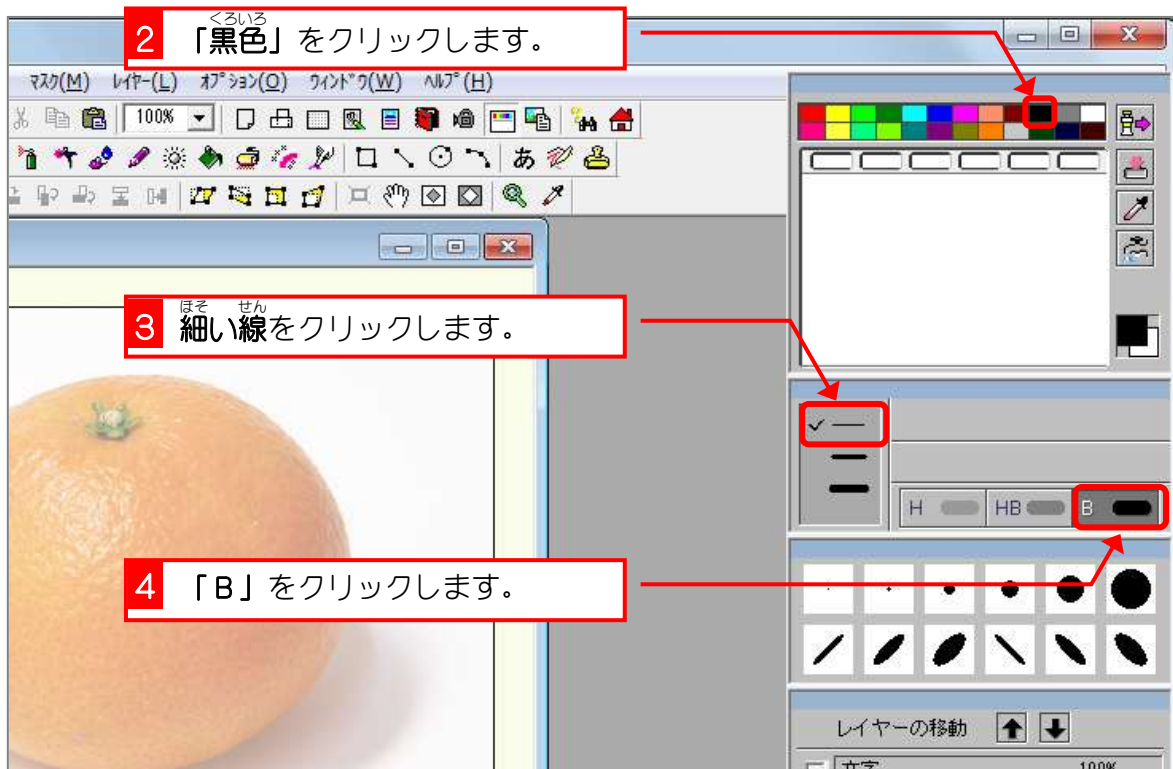 くろいろ
2 「黒色」をクリックします。
マスク(M) レイヤー(L) オプション(O) ウィンドウ(W) ヘルプ(H)
100%
あ
ほそ せん
3 細い線をクリックします。
H HB B
4 「B」をクリックします。
レイヤーの移動
文字 100%